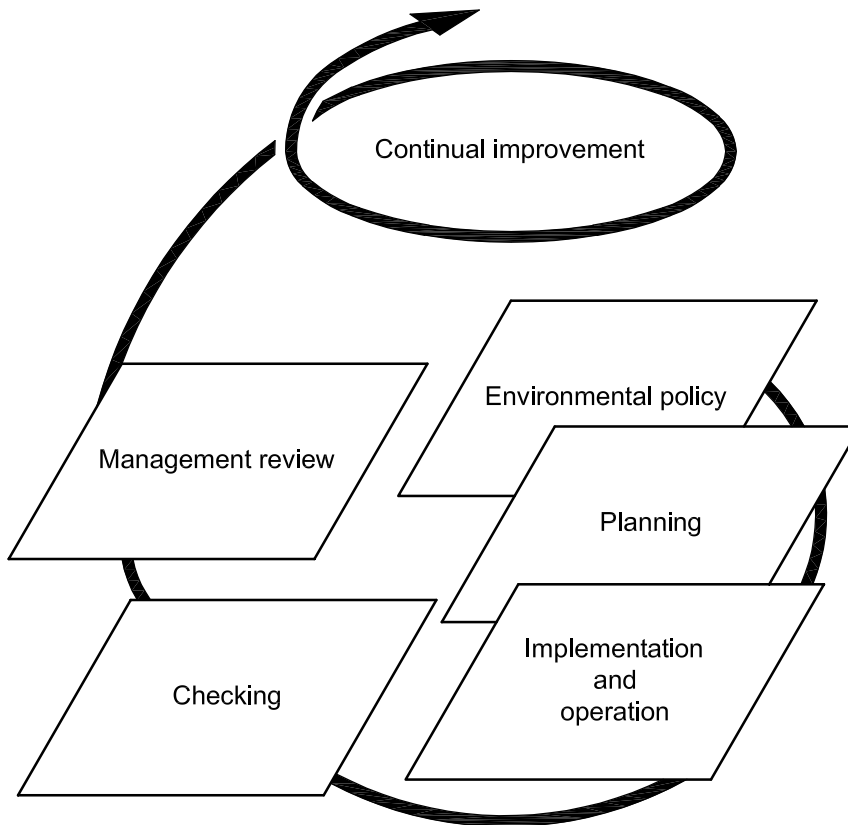 Continual improvement
Environmental policy
Management review
Planning
Implementation
and
operation
Checking